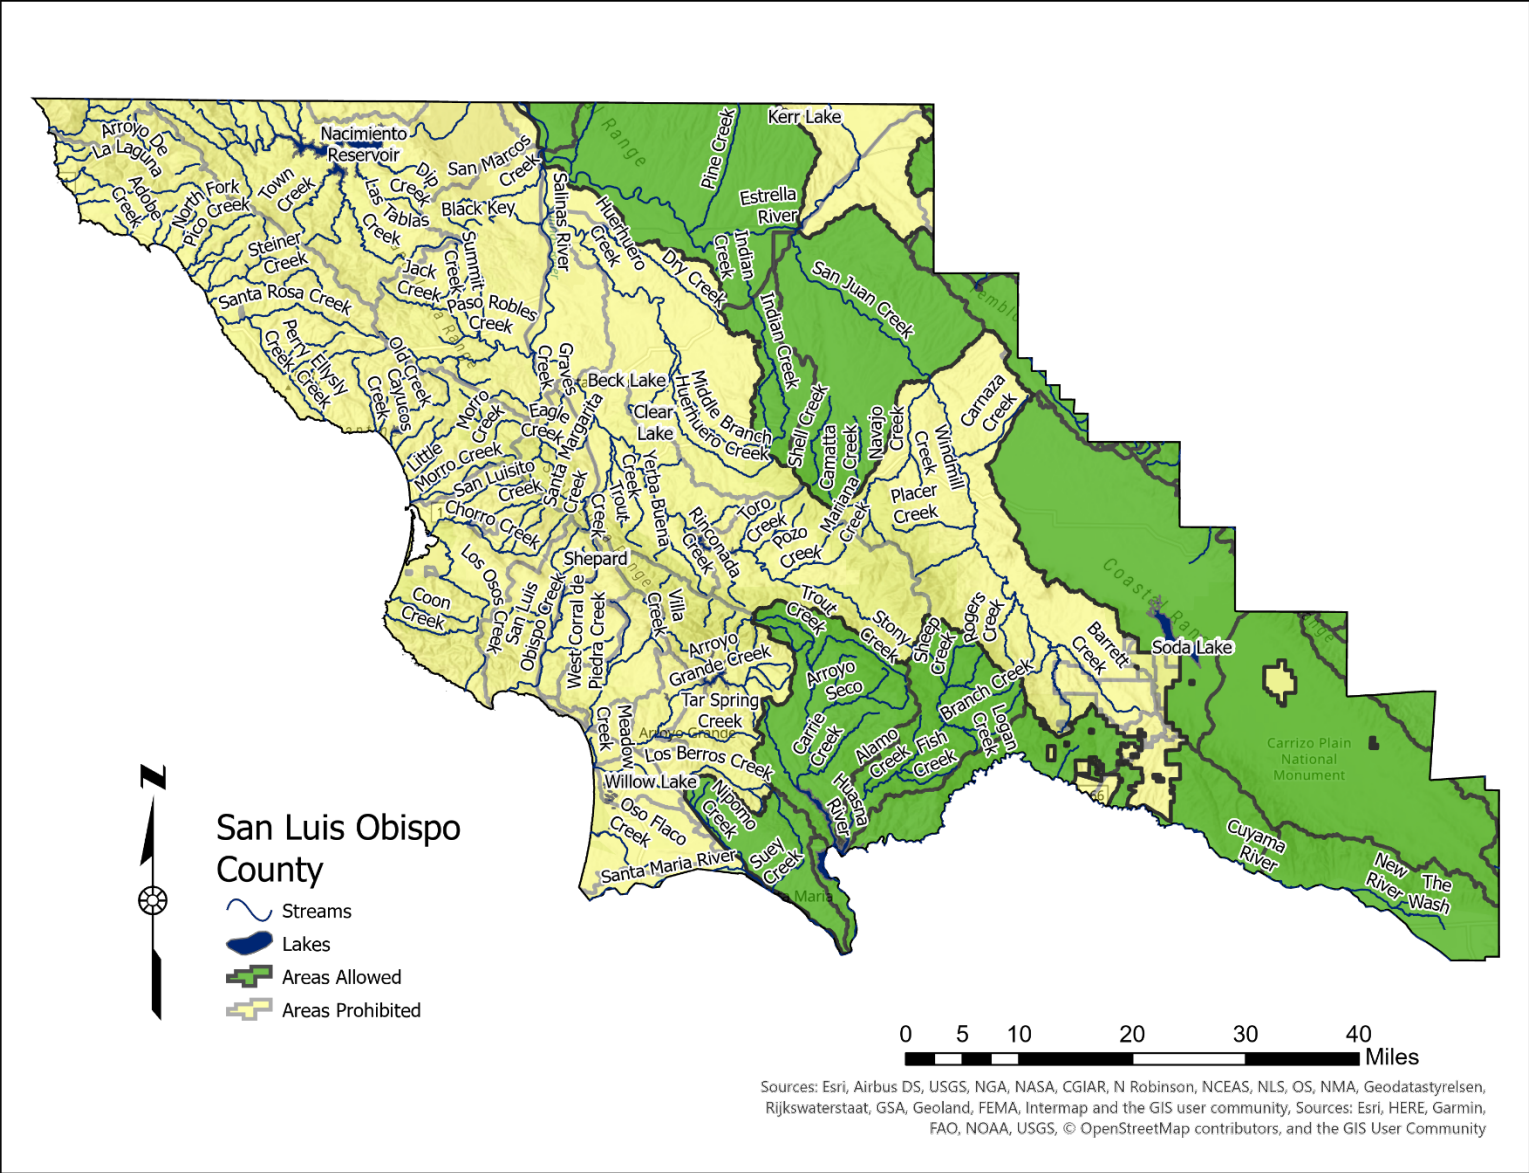 Kerr Lake
Nacimiento
Reservoir
Arroyo De
La Laguna
San Marcos
Creek
Pine Creek
Range
Dip
Creek
Adobe
Creek
North Fork
Pico Creek
Town
Creek
Las Tablas
Creek
Black Key
Salinas River
Huerhuero
Creek
Estrella
River
Indian
Creek
Steiner
Creek
Summit
Creek
Jack
Creek
Dry Creek
San Juan Creek
Santa Rosa Creek
Paso Robles
Creek
Indian Creek
Perry
Creek
Ellysly
Creek
Old Creek
Cayucos
Creek
Range
Graves
Creek
Beck Lake
Clear
Lake
Middle Branch
Huerhuero Creek
Shell Creek
Camatta
Creek
Navajo
Creek
Carnaza
Creek
Windmill
Creek
Morro
Creek
Eagle
Creek
Santa Margarita
Creek
Little
Morro Creek
San Luisito
Creek
Chorro Creek
1
Trout
Creek
Yerba Buena
Creek
Rinconada
Creek
Toro
Creek
Pozo
Creek
Mariana
Creek
Placer
Creek
Los Osos
Creek
Coon
Creek
San Luis
Obispo Creek
Shepard
Range
West Corral de
Piedra Creek
Villa
Creek
Arroyo
Grande Creek
Trout
Creek
Stony
Creek
Sheep
Creek
Rogers
Creek
Barrett
Creek
Coastal Range
Soda Lake
Arroyo
Seco
Branch Creek
Logan
Creek
Tar Spring
Creek
Arroyo Grande
Meadow
Creek
Carrie
Creek
Alamo
Creek
Fish
Creek
Carrizo Plain
National
Monument
Los Berros Creek
Willow Lake
Nipomo
Creek
Huasna
River
66
Oso Flaco
Creek
Santa Maria River
Suey
Creek
Maria
Cuyama
River
New
River
The
Wash
San Luis Obispo
County
Streams
Lakes
Areas Allowed
Areas Prohibited
N
0 5 10 20 30 40
Miles
Sources: Esri, Airbus DS, USGS, NGA, NASA, CGIAR, N Robinson, NCEAS, NLS, OS, NMA, Geodatastyrelsen,
Rijkswaterstaat, GSA, Geoland, FEMA, Intermap and the GIS user community, Sources: Esri, HERE, Garmin,
FAO, NOAA, USGS, © OpenStreetMap contributors, and the GIS User Community